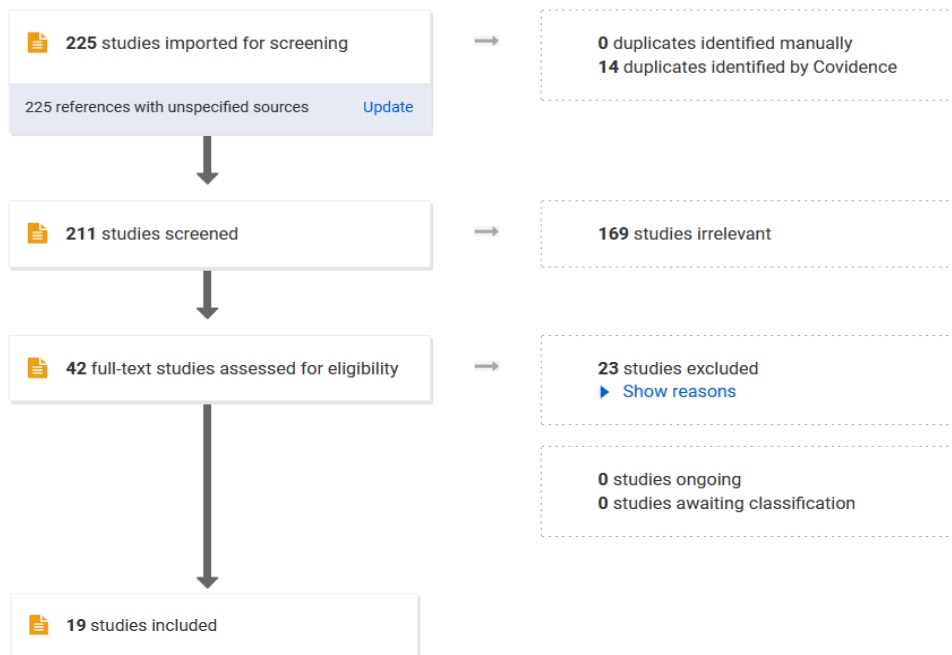 225 studies imported for screening
0 duplicates identified manually
14 duplicates identified by Covidence
225 references with unspecified sources Update
211 studies screened
169 studies irrelevant
42 full-text studies assessed for eligibility
23 studies excluded
Show reasons
0 studies ongoing
0 studies awaiting classification
19 studies included